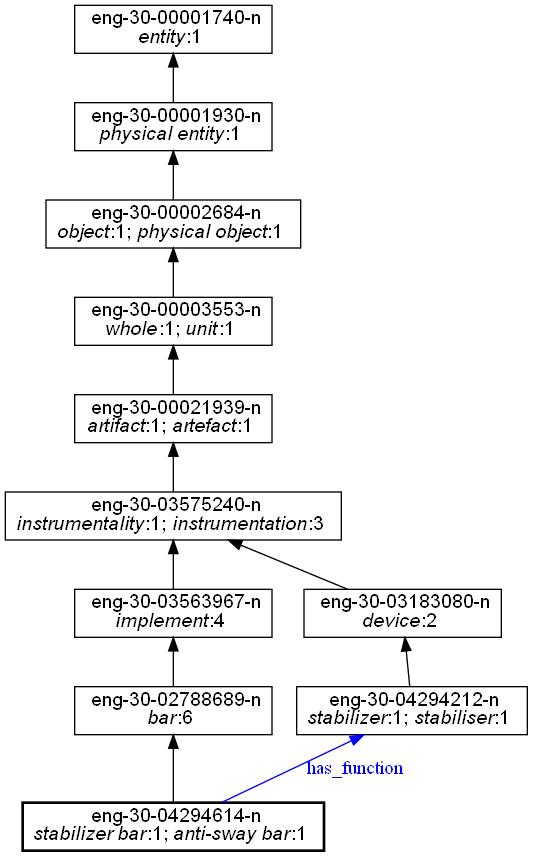 eng-30-00001740-n
entity:1
eng-30-00001930-n
physical entity:1
eng-30-00002684-n
object:1; physical object:1
eng-30-00003553-n
whole:1; unit:1
eng-30-00021939-n
artifact:1; artefact:1
eng-30-03575240-n
instrumentality:1; instrumentation:3
eng-30-03563967-n
implement:4
eng-30-03183080-n
device:2
eng-30-02788689-n
bar:6
eng-30-04294212-n
stabilizer:1; stabiliser:1
has_function
eng-30-04294614-n
stabilizer bar:1; anti-sway bar:1